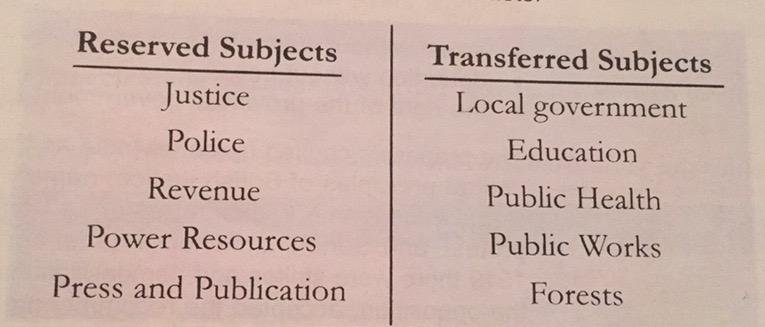 Reserved Subjects
Justice
Police
Revenue
Power Resources
Press and Publication
Transferred Subjects
Local government
Education
Public Health
Public Works
Forests